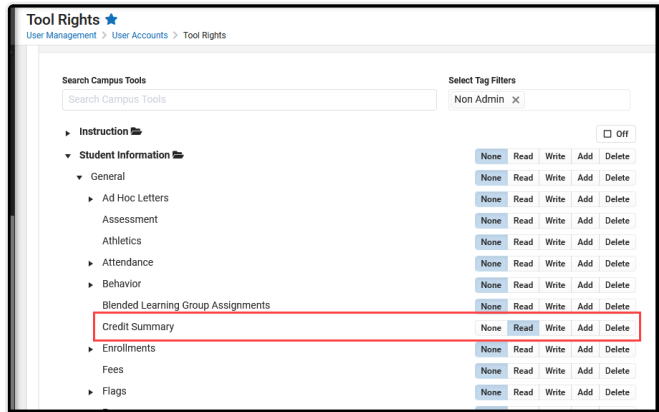 Tool Rights
User Management > User Accounts > Tool Rights
Search Campus Tools Select Tag Filters
Search Campus Tools Non Admin ×
Instruction Off
Student Information None Read Write Add Delete
General None Read Write Add Delete
Ad Hoc Letters None Read Write Add Delete
Assessment None Read Write Add Delete
Athletics None Read Write Add Delete
Attendance None Read Write Add Delete
Behavior None Read Write Add Delete
Blended Learning Group Assignments None Read Write Add Delete
Credit Summary None Read Write Add Delete
Enrollments None Read Write Add Delete
Fees None Read Write Add Delete
Flags None Read Write Add Delete